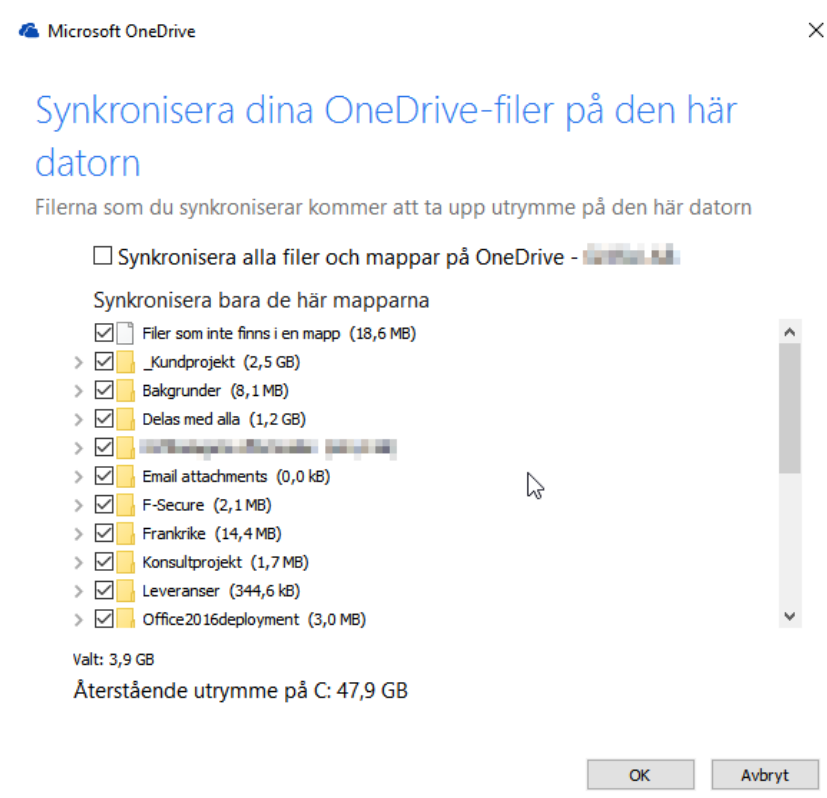 Microsoft OneDrive
Synkronisera dina OneDrive-filer på den här
datorn
Filerna som du synkroniserar kommer att ta upp utrymme på den här datorn
Synkronisera alla filer och mappar på OneDrive -
Synkronisera bara de här mapparna
Filer som inte finns i en mapp (18,6 MB)
_Kundprojekt (2,5 GB)
Bakgrunder (8,1 MB)
Delas med alla (1,2 GB)
Email attachments (0,0 kB)
F-Secure (2,1 MB)
Frankrike (14,4 MB)
Konsultprojekt (1,7 MB)
Leveranser (344,6 kB)
Office2016deployment (3,0 MB)
Valt: 3,9 GB
Återstående utrymme på C: 47,9 GB
OK Avbryt